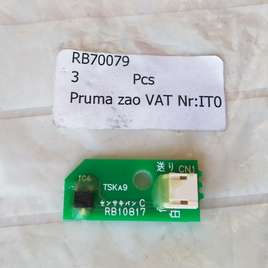 RB70079
3 Pcs
Pruma zao VAT Nr:IT0
送り
CN1
IC6
TSKA9
センサキバン C
RB10817